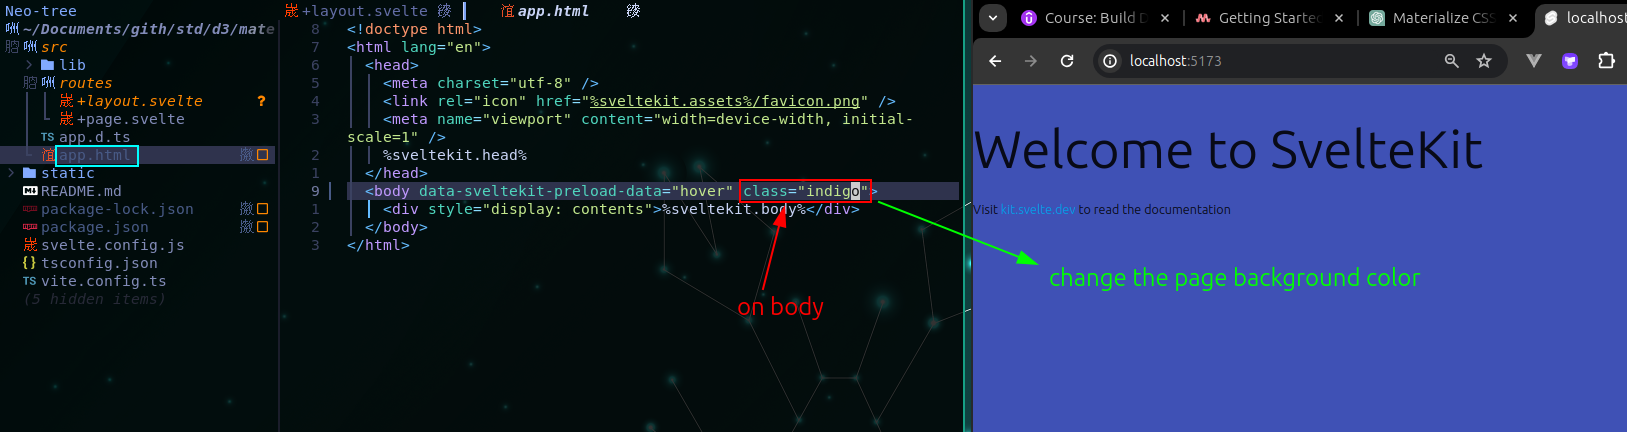 Neo-tree
~/Documents/gith/std/d3/mate
src
lib
routes
+layout.svelte ?
+page.svelte
TS app.d.ts
app.html
static
README.md
package-lock.json
package.json
svelte.config.js
{} tsconfig.json
TS vite.config.ts
(5 hidden items)
+layout.svelte app.html
8 <!doctype html>
7 <html lang="en">
6 <head>
5 <meta charset="utf-8" />
4 <link rel="icon" href="%sveltekit.assets%/favicon.png" />
3 <meta name="viewport" content="width=device-width, initial-
scale=1" />
2 %sveltekit.head%
1 </head>
9 <body data-sveltekit-preload-data="hover" class="indigo">
1 <div style="display: contents">%sveltekit.body%</div>
2 </body>
3 </html>
on body
Course: Build D
Getting Starte
Materialize CSS
localhost
localhost:5173
Welcome to SvelteKit
Visit kit.svelte.dev to read the documentation
change the page background color